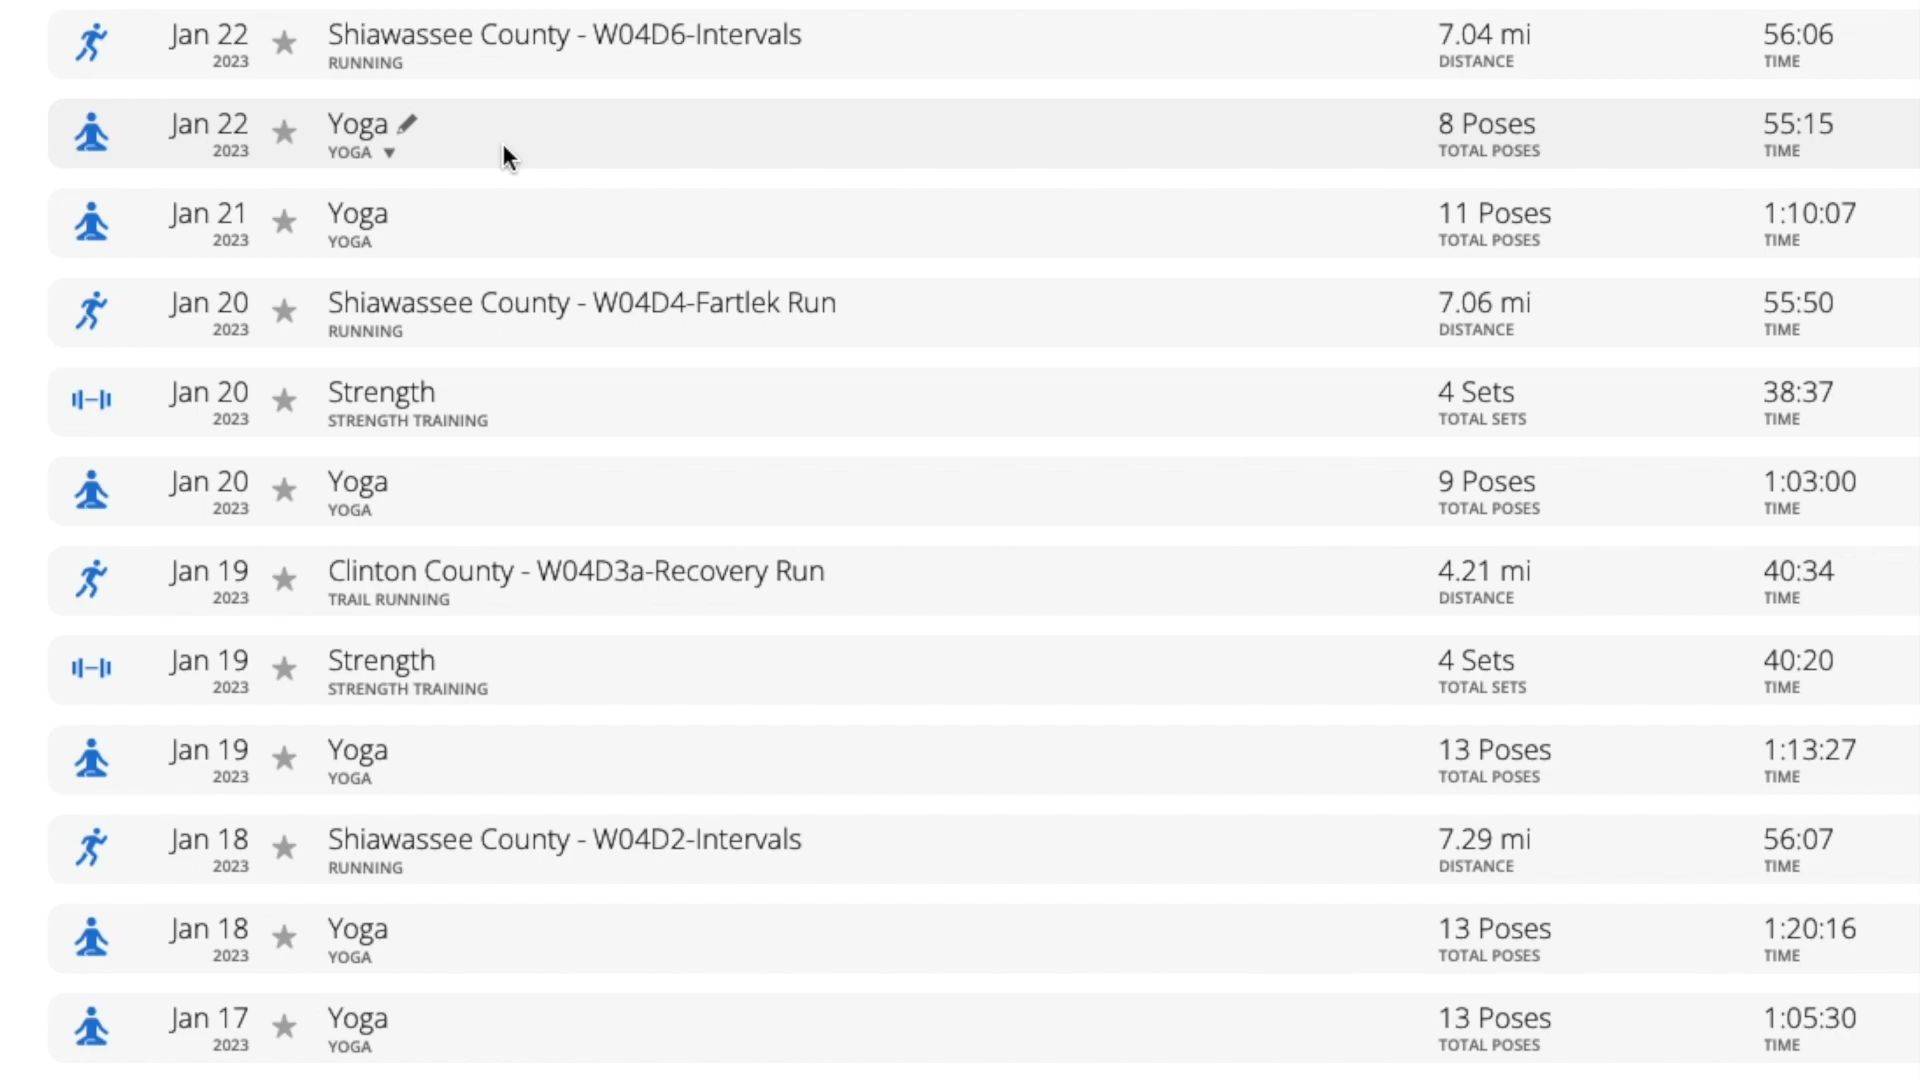 Jan 22 Shiawassee County - W04D6-Intervals 7.04 mi 56:06
2023 RUNNING DISTANCE TIME
Jan 22 Yoga 8 Poses 55:15
2023 YOGA ▼ TOTAL POSES TIME
Jan 21 Yoga 11 Poses 1:10:07
2023 YOGA TOTAL POSES TIME
Jan 20 Shiawassee County - W04D4-Fartlek Run 7.06 mi 55:50
2023 RUNNING DISTANCE TIME
Jan 20 Strength 4 Sets 38:37
2023 STRENGTH TRAINING TOTAL SETS TIME
Jan 20 Yoga 9 Poses 1:03:00
2023 YOGA TOTAL POSES TIME
Jan 19 Clinton County - W04D3a-Recovery Run 4.21 mi 40:34
2023 TRAIL RUNNING DISTANCE TIME
Jan 19 Strength 4 Sets 40:20
2023 STRENGTH TRAINING TOTAL SETS TIME
Jan 19 Yoga 13 Poses 1:13:27
2023 YOGA TOTAL POSES TIME
Jan 18 Shiawassee County - W04D2-Intervals 7.29 mi 56:07
2023 RUNNING DISTANCE TIME
Jan 18 Yoga 13 Poses 1:20:16
2023 YOGA TOTAL POSES TIME
Jan 17 Yoga 13 Poses 1:05:30
2023 YOGA TOTAL POSES TIME